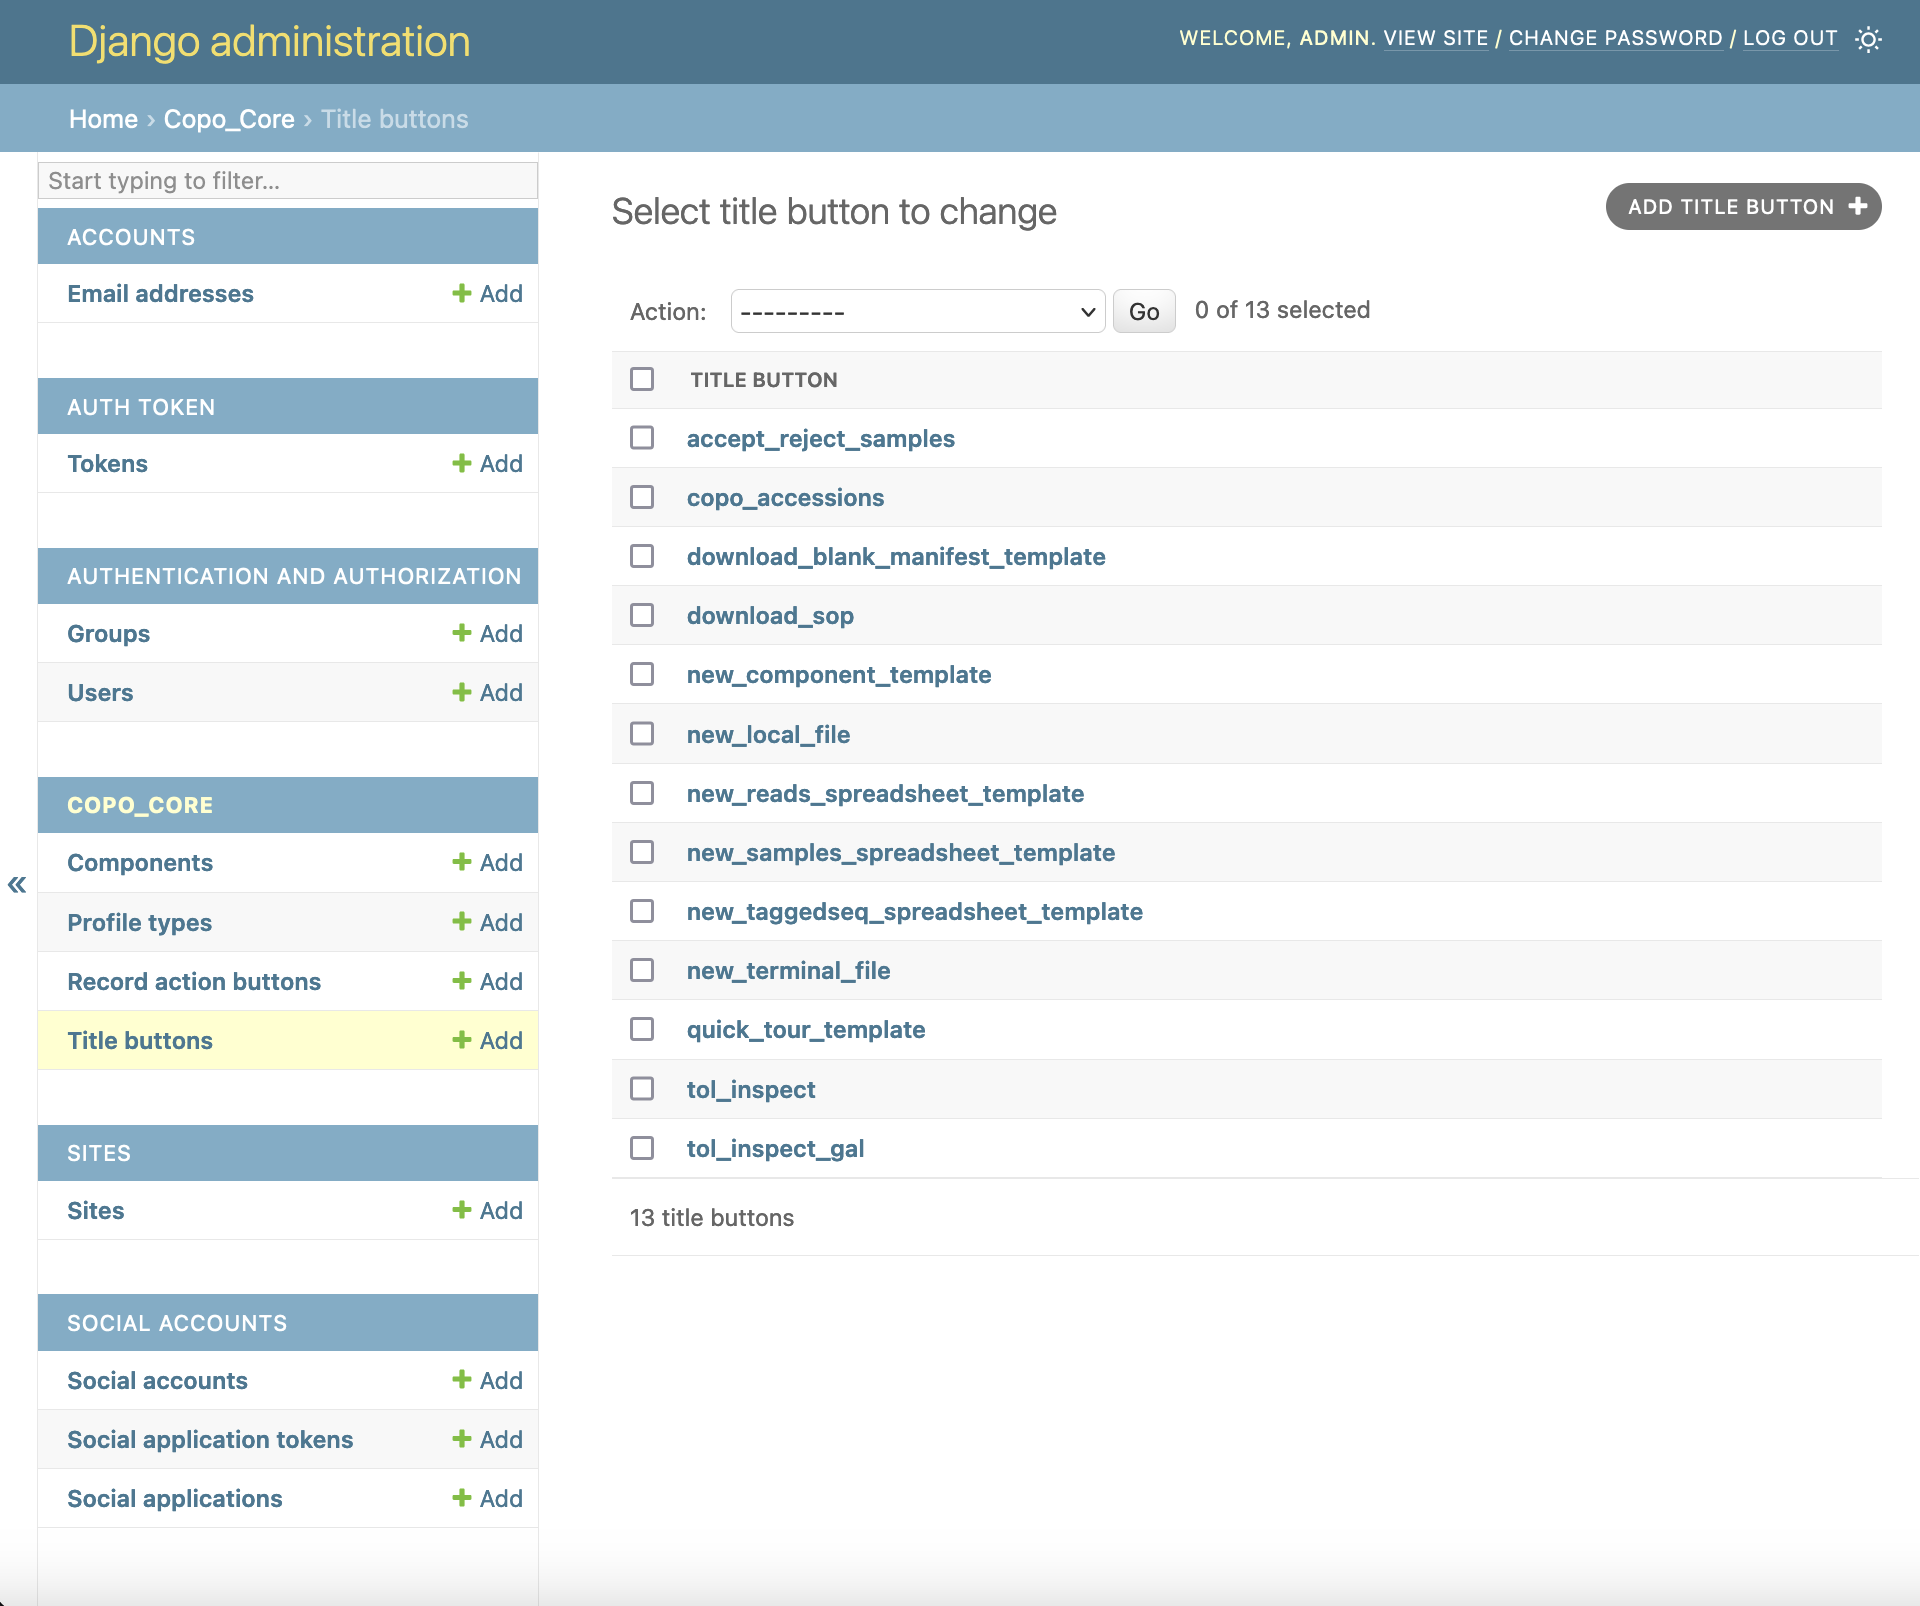 Django administration
WELCOME, ADMIN. VIEW SITE / CHANGE PASSWORD / LOG OUT
Home › Copo_Core › Title buttons
Start typing to filter...
ACCOUNTS
Email addresses Add
AUTH TOKEN
Tokens Add
AUTHENTICATION AND AUTHORIZATION
Groups Add
Users Add
COPO_CORE
Components Add
Profile types Add
Record action buttons Add
Title buttons Add
SITES
Sites Add
SOCIAL ACCOUNTS
Social accounts Add
Social application tokens Add
Social applications Add
«
Select title button to change
ADD TITLE BUTTON
Action: --------- Go 0 of 13 selected
TITLE BUTTON
accept_reject_samples
copo_accessions
download_blank_manifest_template
download_sop
new_component_template
new_local_file
new_reads_spreadsheet_template
new_samples_spreadsheet_template
new_taggedseq_spreadsheet_template
new_terminal_file
quick_tour_template
tol_inspect
tol_inspect_gal
13 title buttons